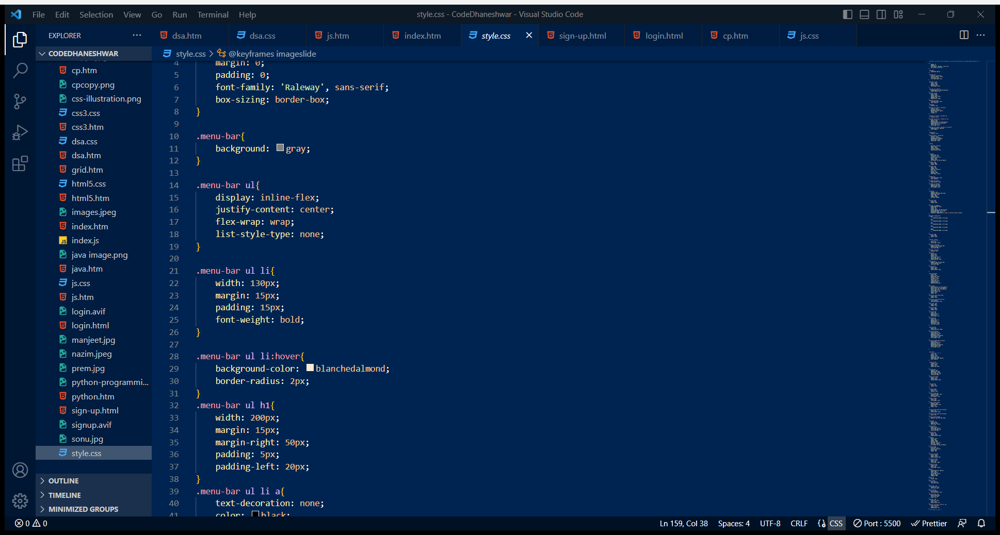 File Edit Selection View Go Run Terminal Help
style.css - CodeDhaneshwar - Visual Studio Code
EXPLORER
dsa.htm dsa.css js.htm index.htm style.css sign-up.html login.html cp.htm js.css
CODEDHANESHWAR
style.css > @keyframes imageslide
cp.htm
cpcopy.png
css-illustration.png
css3.css
css3.htm
dsa.css
dsa.htm
grid.htm
html5.css
html5.htm
images.jpeg
index.htm
index.js
java image.png
java.htm
js.css
js.htm
login.avif
login.html
manjeet.jpg
nazim.jpeg
prem.jpg
python-programmi...
python.htm
sign-up.html
signup.avif
sonu.jpg
style.css
OUTLINE
TIMELINE
MINIMIZED GROUPS
4 margin: 0;
5 padding: 0;
6 font-family: 'Raleway', sans-serif;
7 box-sizing: border-box;
8 }
9
10 .menu-bar{
11 background: gray;
12 }
13
14 .menu-bar ul{
15 display: inline-flex;
16 justify-content: center;
17 flex-wrap: wrap;
18 list-style-type: none;
19 }
20
21 .menu-bar ul li{
22 width: 130px;
23 margin: 15px;
24 padding: 15px;
25 font-weight: bold;
26 }
27
28 .menu-bar ul li:hover{
29 background-color: blanchedalmond;
30 border-radius: 2px;
31 }
32 .menu-bar ul h1{
33 width: 200px;
34 margin: 15px;
35 margin-right: 50px;
36 padding: 5px;
37 padding-left: 20px;
38 }
39 .menu-bar ul li a{
40 text-decoration: none;
41 color: black;
0 0
Ln 159, Col 38 Spaces: 4 UTF-8 CRLF CSS Port : 5500 Prettier